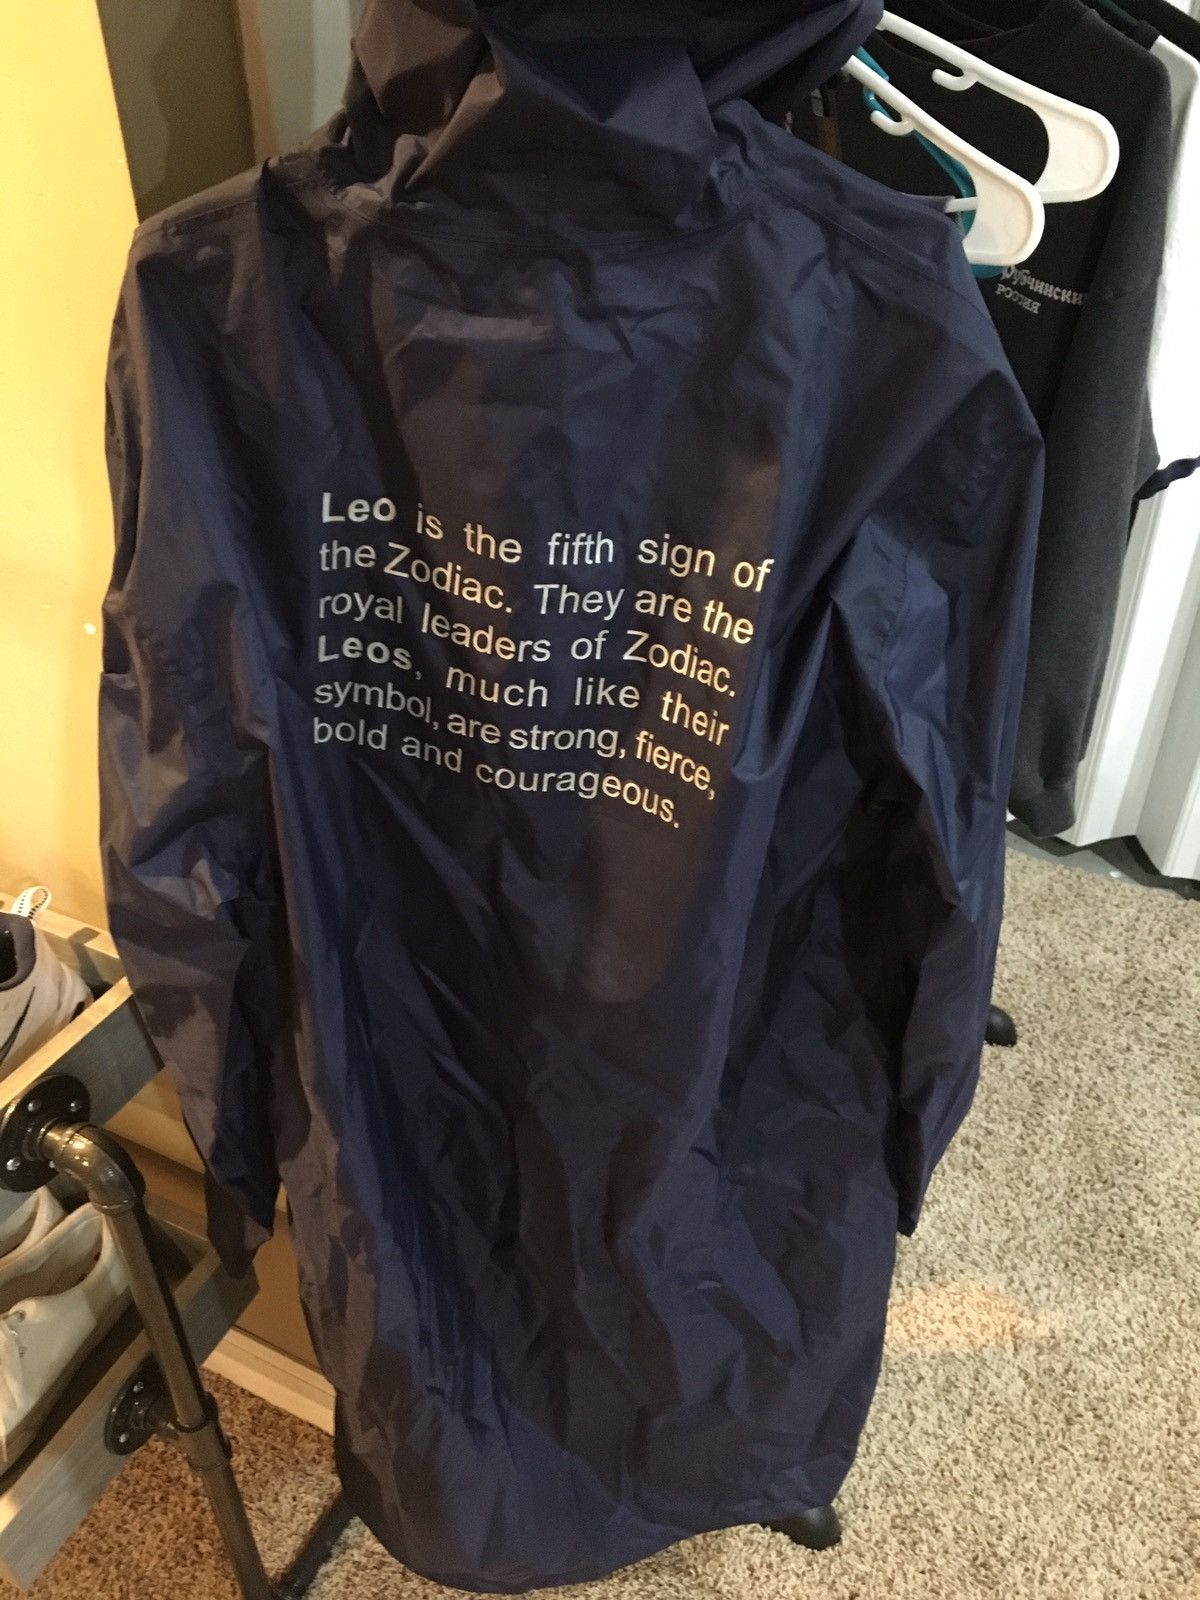 Leo is the fifth sign of
the Zodiac. They are the
royal leaders of Zodiac.
Leos, much like their
symbol, are strong, fierce,
bold and courageous.
РОССИЯ